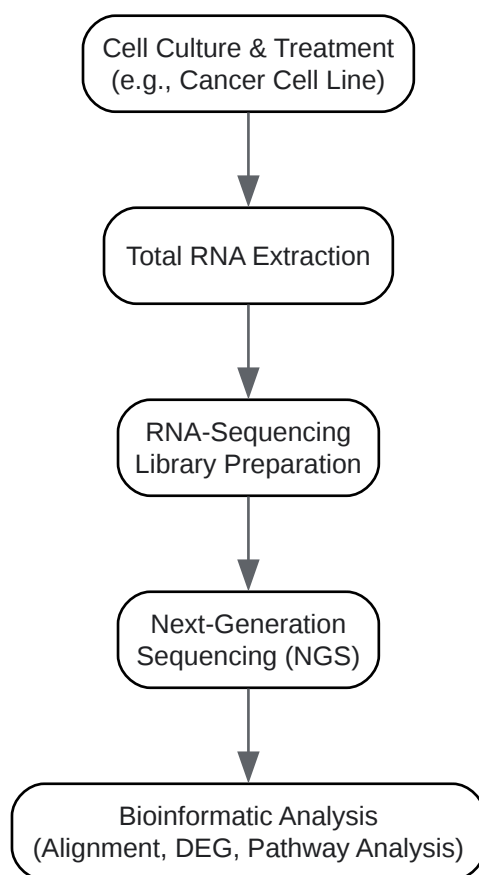 Cell Culture & Treatment
(e.g., Cancer Cell Line)
Total RNA Extraction
RNA-Sequencing
Library Preparation
Next-Generation
Sequencing (NGS)
Bioinformatic Analysis
(Alignment, DEG, Pathway Analysis)